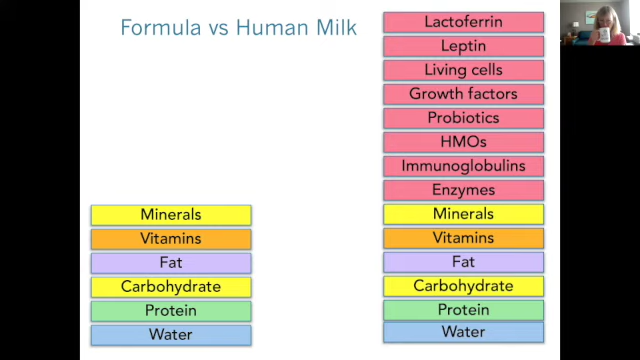 Formula vs Human Milk
Minerals
Vitamins
Fat
Carbohydrate
Protein
Water
Lactoferrin
Leptin
Living cells
Growth factors
Probiotics
HMOs
Immunoglobulins
Enzymes
Minerals
Vitamins
Fat
Carbohydrate
Protein
Water